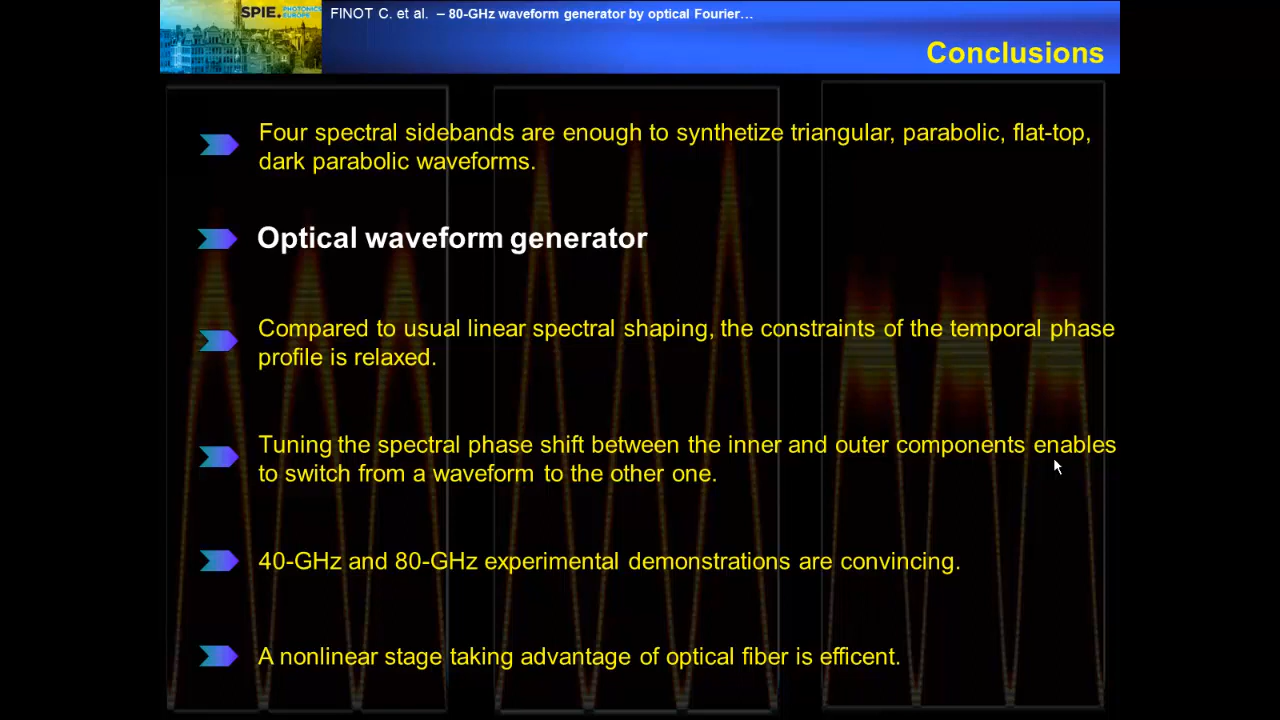 SPIE. PHOTONICS
EUROPE
FINOT C. et al. – 80-GHz waveform generator by optical Fourier…
Conclusions
Four spectral sidebands are enough to synthetize triangular, parabolic, flat-top,
dark parabolic waveforms.
Optical waveform generator
Compared to usual linear spectral shaping, the constraints of the temporal phase
profile is relaxed.
Tuning the spectral phase shift between the inner and outer components enables
to switch from a waveform to the other one.
40-GHz and 80-GHz experimental demonstrations are convincing.
A nonlinear stage taking advantage of optical fiber is efficent.